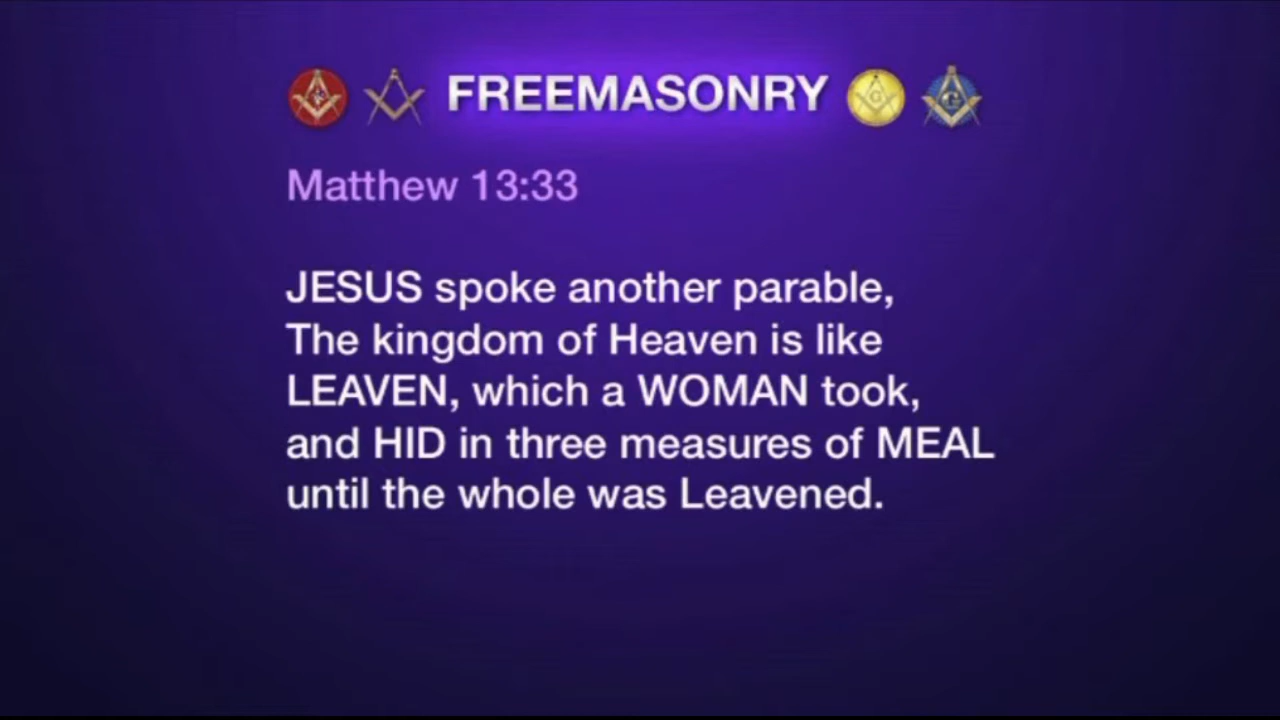 FREEMASONRY
Matthew 13:33
JESUS spoke another parable,
The kingdom of Heaven is like
LEAVEN, which a WOMAN took,
and HID in three measures of MEAL
until the whole was Leavened.